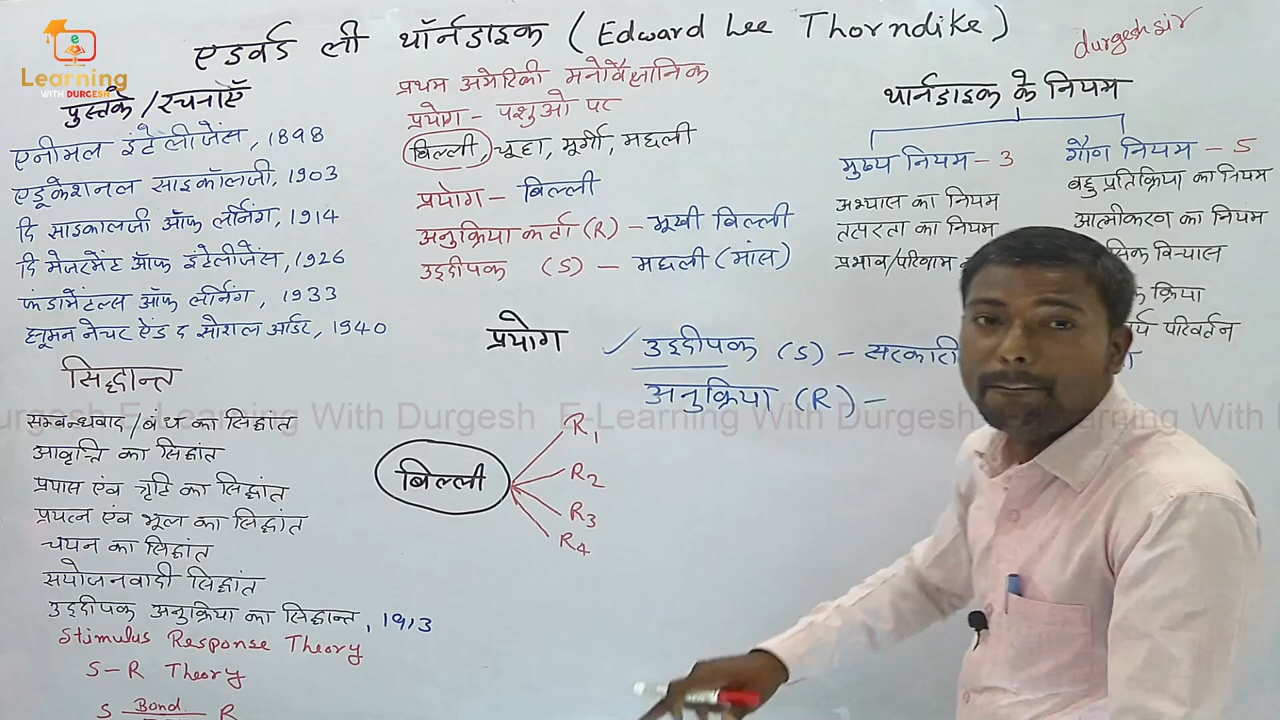 एडवर्ड ली थॉर्नडाइक (Edward Lee Thorndike)
durgesh sir
e
Learning
WITH DURGESH
पुस्तके/रचनाएँ
एनीमल इंटेलीजेंस, 1898
एडूकेशनल साइकॉलजी, 1903
दि साइकालजी ऑफ लर्निंग, 1914
दि मेजरमेंट ऑफ इंटेलीजेंस, 1926
फंडामेंटल्स ऑफ लर्निंग, 1933
ह्यूमन नेचर ऐंड द सोशल आर्डर, 1940
सिद्धान्त
सम्बन्धवाद/बंध का सिद्धांत
आवृत्ति का सिद्धांत
प्रयास एंव त्रृटि का सिद्धांत
प्रयत्न एंव भूल का सिद्धांत
चयन का सिद्धांत
सयोजनवादी सिद्धांत
उद्दीपक अनुक्रिया का सिद्धान्त, 1913
Stimulus Response Theory
S-R Theory
S Bond R
प्रथम अमेरिकी मनोवैज्ञानिक
प्रयोग - पशुओ पर
बिल्ली, चूहा, मूर्गी, मछली
प्रयोग - बिल्ली
अनुक्रिया कर्ता (R) - भूखी बिल्ली
उद्दीपक (S) - मछली (मांस)
प्रयोग
बिल्ली
R1
R2
R3
R4
✓ उद्दीपक (S) - सरकारी
अनुक्रिया (R) -
थार्नडाइक के नियम
मुख्य नियम - 3
अभ्यास का नियम
तत्परता का नियम
प्रभाव/परिणाम
गौण नियम - 5
बहु प्रतिक्रिया का नियम
आत्मीकरण का नियम
विन्यास
क्रिया
परिवर्तन
Durgesh E-Learning With Durgesh E-Learning With Durgesh E-Learning With